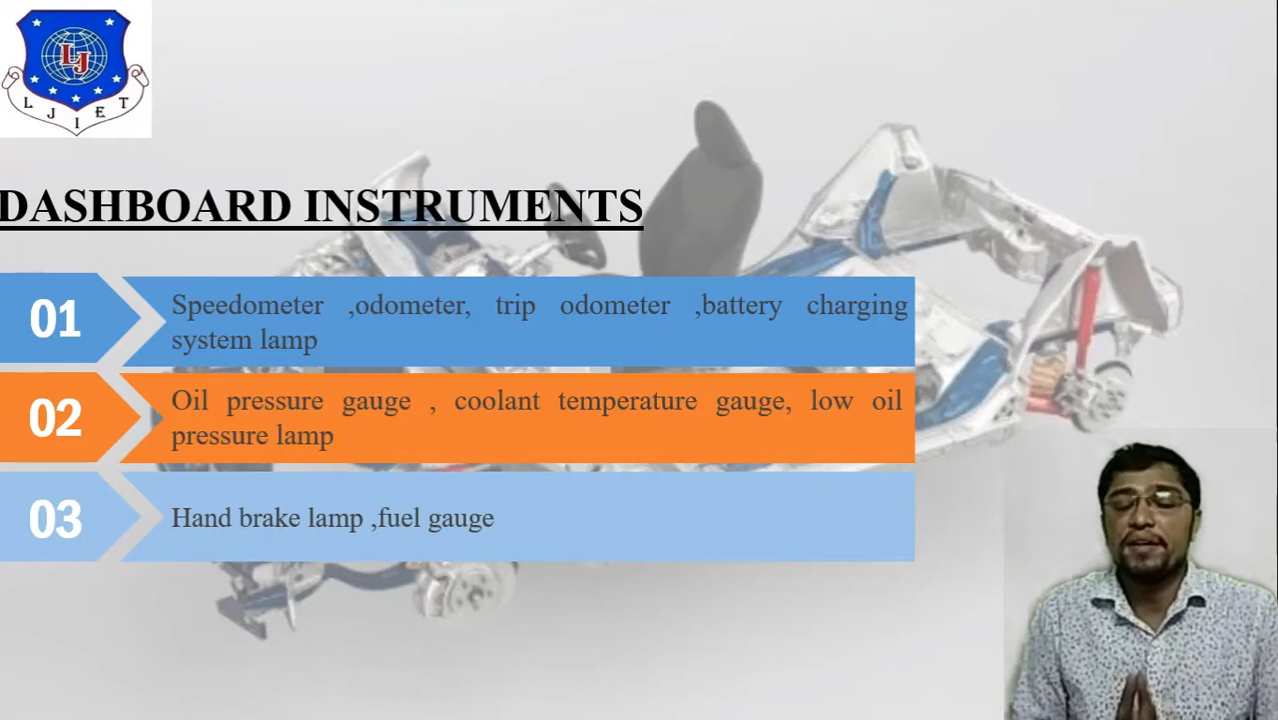 LJ
L J I E T
DASHBOARD INSTRUMENTS
01
Speedometer ,odometer, trip odometer ,battery charging
system lamp
02
Oil pressure gauge , coolant temperature gauge, low oil
pressure lamp
03
Hand brake lamp ,fuel gauge